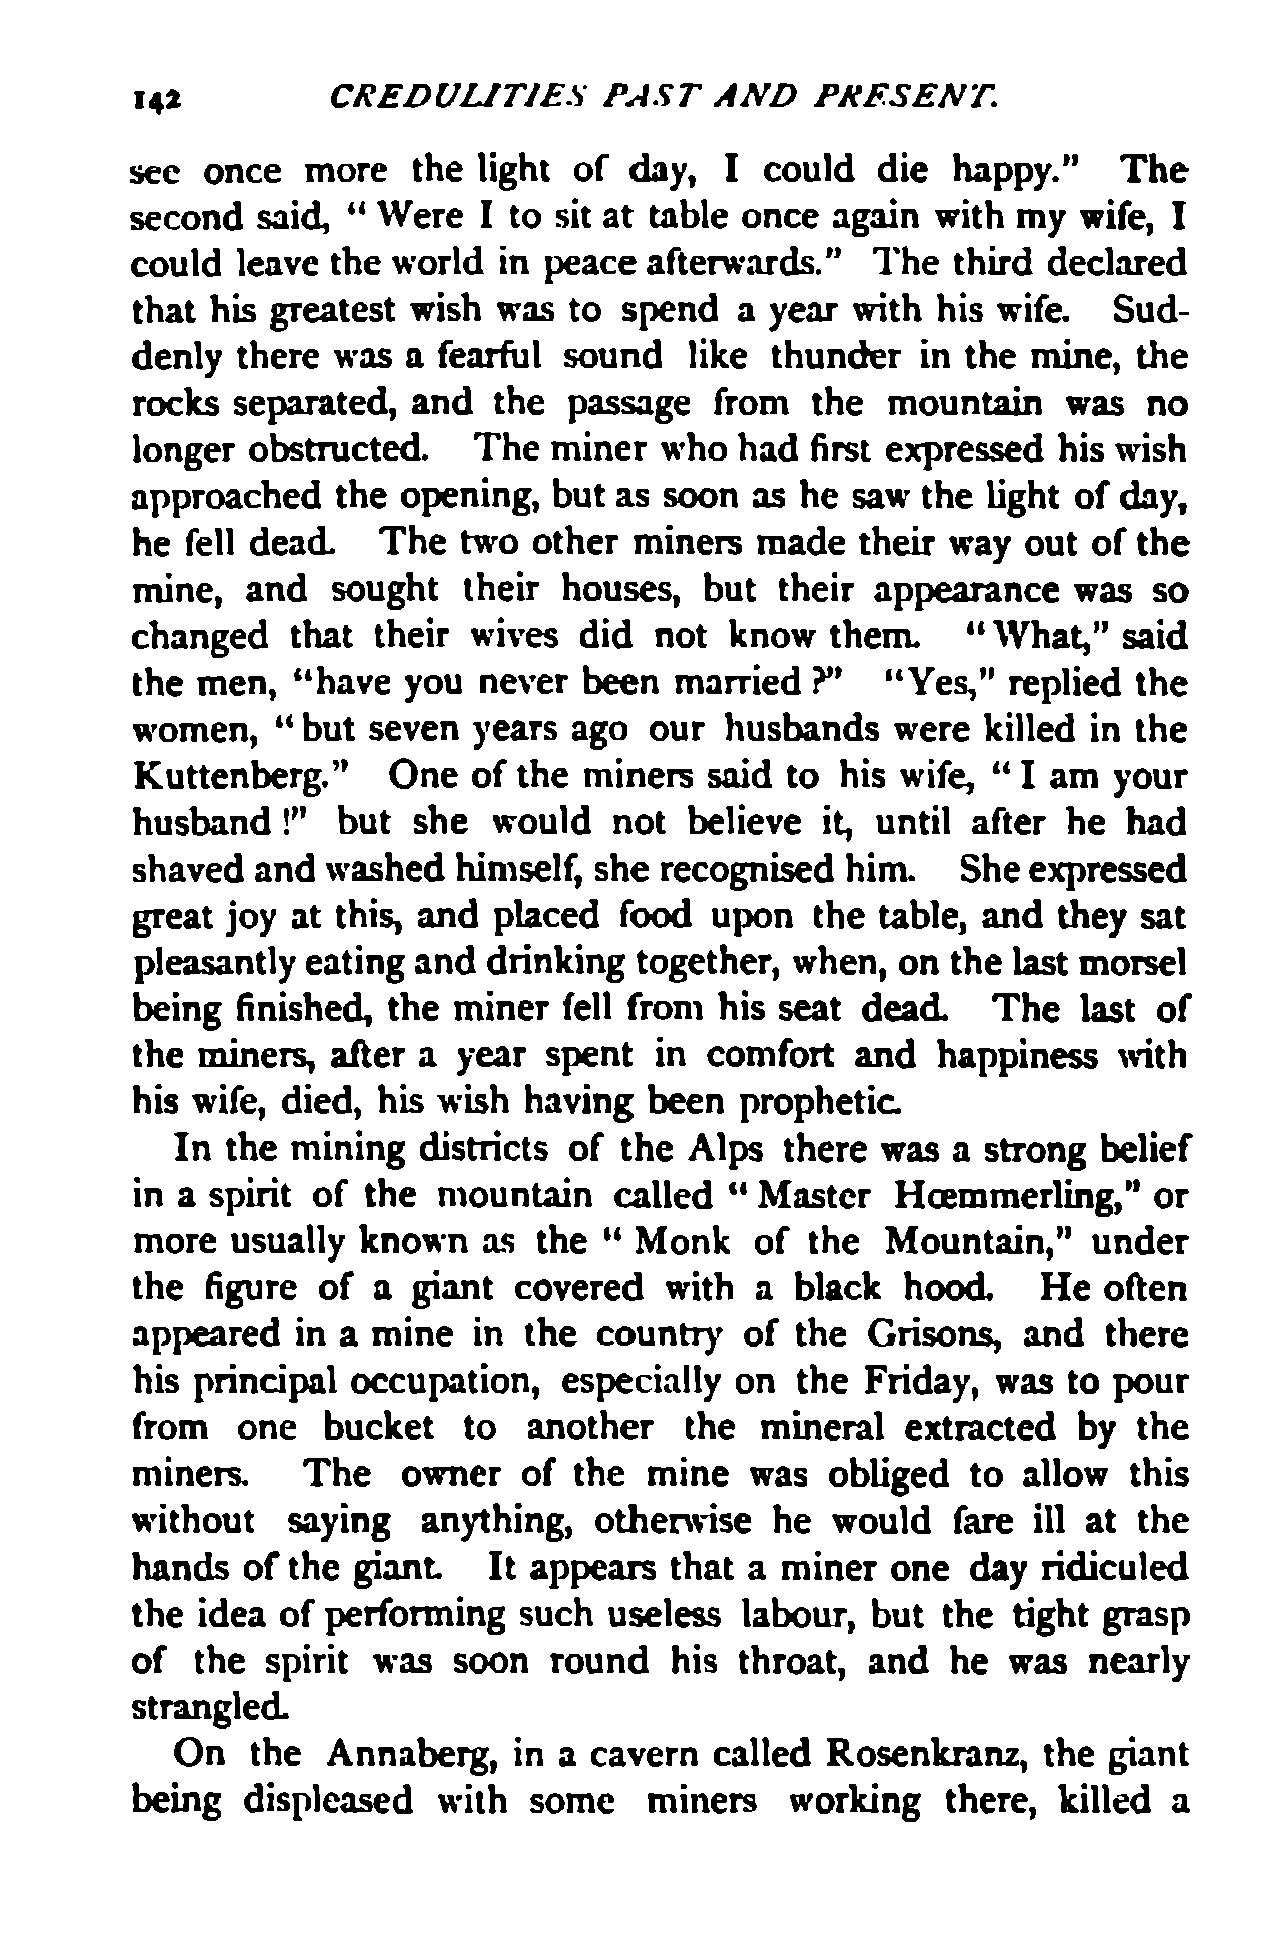 142 CREDULITIES PAST AND PRESENT.
see once more the light of day, I could die happy." The
second said, "Were I to sit at table once again with my wife, I
could leave the world in peace afterwards." The third declared
that his greatest wish was to spend a year with his wife. Sud-
denly there was a fearful sound like thunder in the mine, the
rocks separated, and the passage from the mountain was no
longer obstructed. The miner who had first expressed his wish
approached the opening, but as soon as he saw the light of day,
he fell dead. The two other miners made their way out of the
mine, and sought their houses, but their appearance was so
changed that their wives did not know them. "What," said
the men, "have you never been married?" "Yes," replied the
women, "but seven years ago our husbands were killed in the
Kuttenberg." One of the miners said to his wife, "I am your
husband!" but she would not believe it, until after he had
shaved and washed himself, she recognised him. She expressed
great joy at this, and placed food upon the table, and they sat
pleasantly eating and drinking together, when, on the last morsel
being finished, the miner fell from his seat dead. The last of
the miners, after a year spent in comfort and happiness with
his wife, died, his wish having been prophetic.
In the mining districts of the Alps there was a strong belief
in a spirit of the mountain called "Master Hœmmerling," or
more usually known as the "Monk of the Mountain," under
the figure of a giant covered with a black hood. He often
appeared in a mine in the country of the Grisons, and there
his principal occupation, especially on the Friday, was to pour
from one bucket to another the mineral extracted by the
miners. The owner of the mine was obliged to allow this
without saying anything, otherwise he would fare ill at the
hands of the giant. It appears that a miner one day ridiculed
the idea of performing such useless labour, but the tight grasp
of the spirit was soon round his throat, and he was nearly
strangled.
On the Annaberg, in a cavern called Rosenkranz, the giant
being displeased with some miners working there, killed a